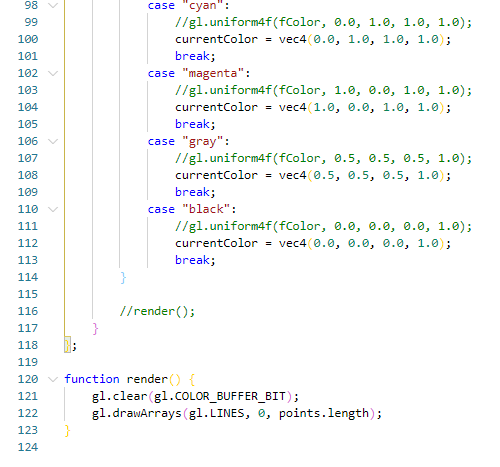 98 case "cyan":
99 //gl.uniform4f(fColor, 0.0, 1.0, 1.0, 1.0);
100 currentColor = vec4(0.0, 1.0, 1.0, 1.0);
101 break;
102 case "magenta":
103 //gl.uniform4f(fColor, 1.0, 0.0, 1.0, 1.0);
104 currentColor = vec4(1.0, 0.0, 1.0, 1.0);
105 break;
106 case "gray":
107 //gl.uniform4f(fColor, 0.5, 0.5, 0.5, 1.0);
108 currentColor = vec4(0.5, 0.5, 0.5, 1.0);
109 break;
110 case "black":
111 //gl.uniform4f(fColor, 0.0, 0.0, 0.0, 1.0);
112 currentColor = vec4(0.0, 0.0, 0.0, 1.0);
113 break;
114 }
115
116 //render();
117 }
118 };
119
120 function render() {
121 gl.clear(gl.COLOR_BUFFER_BIT);
122 gl.drawArrays(gl.LINES, 0, points.length);
123 }
124